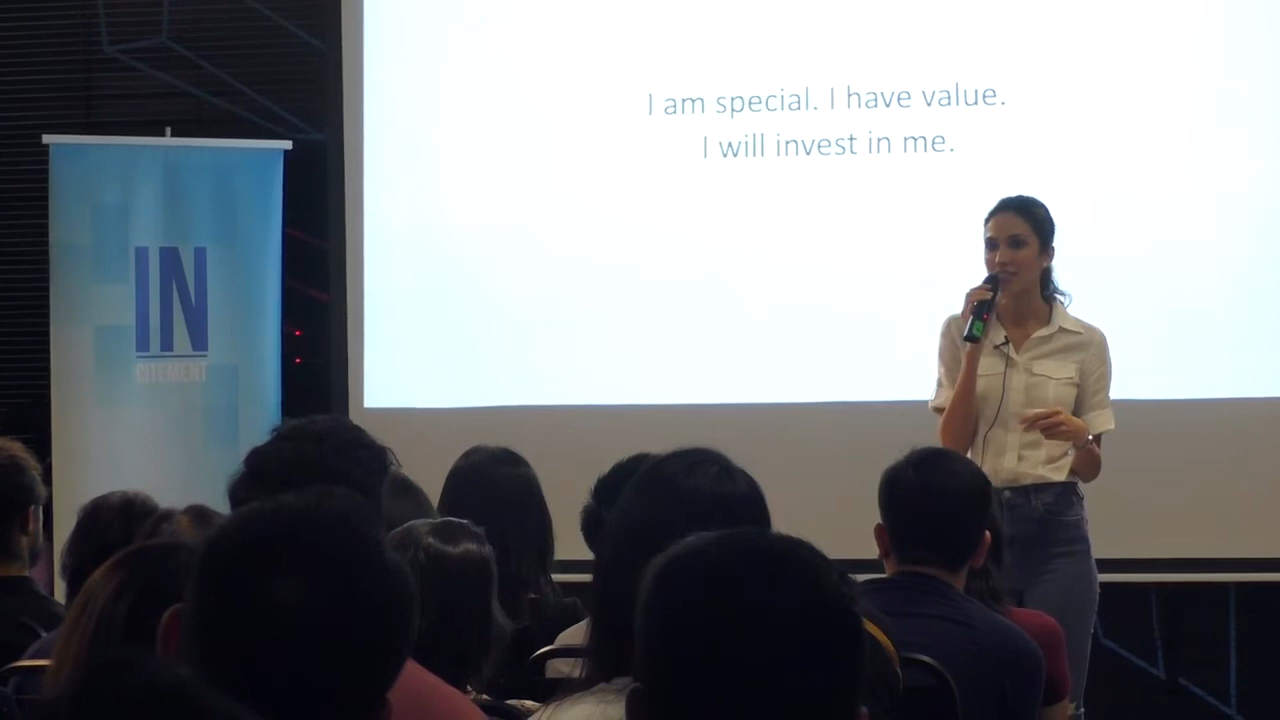 I am special. I have value.
I will invest in me.
IN
CITEMENT